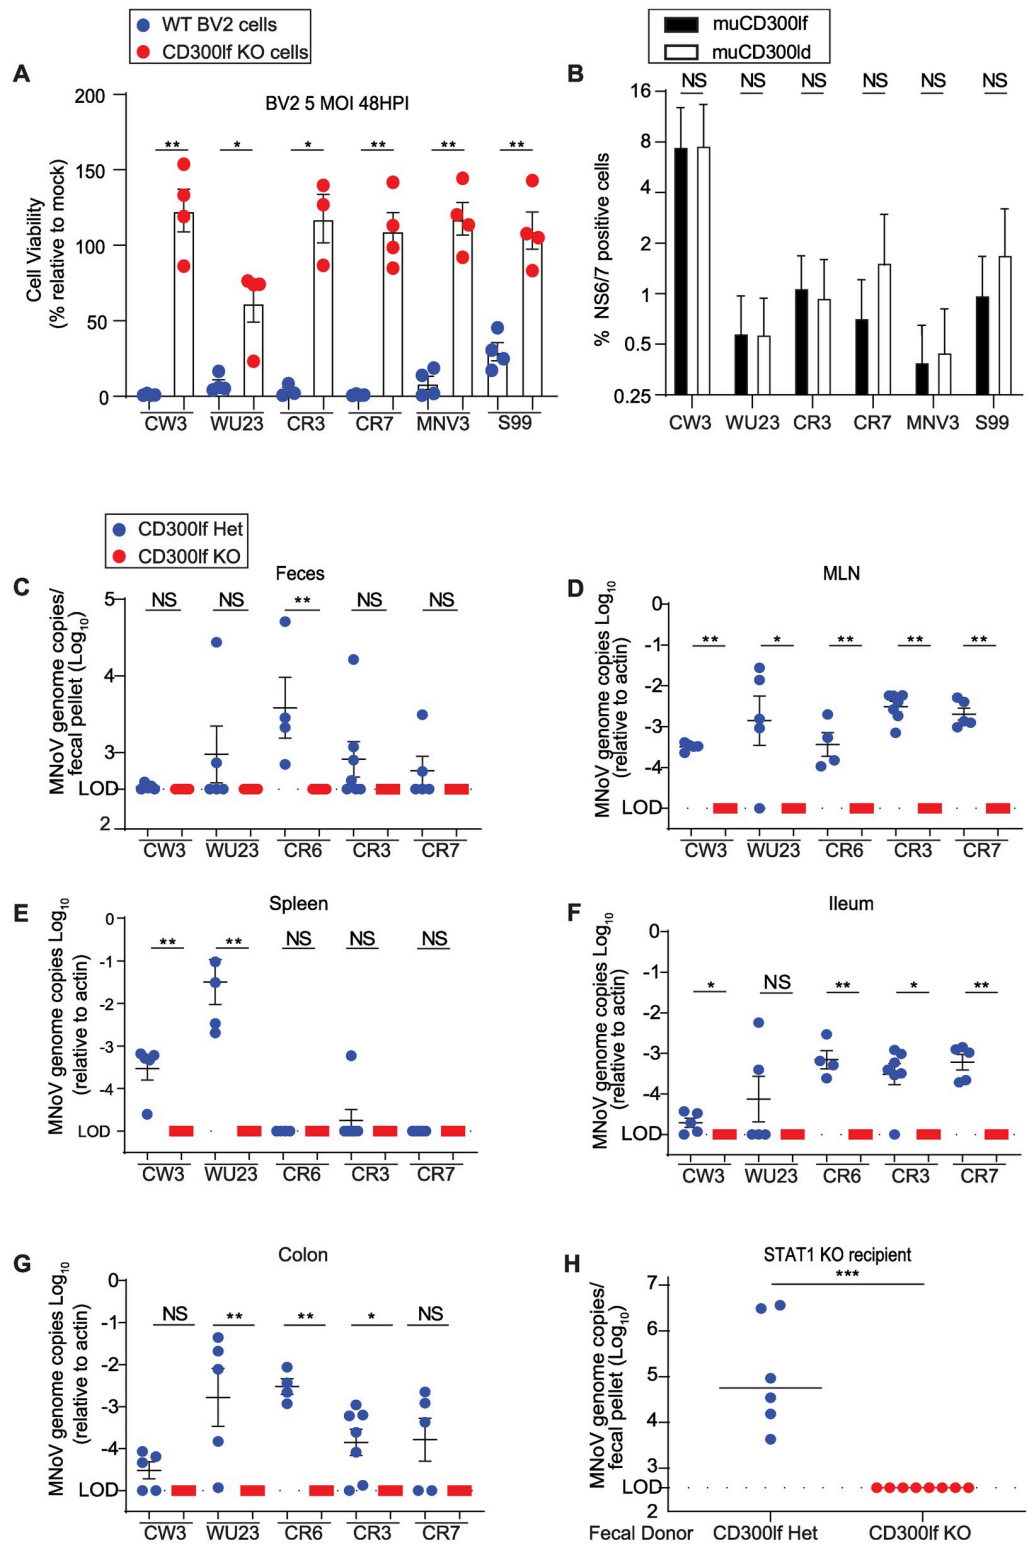 WT BV2 cells
CD300lf KO cells
A
BV2 5 MOI 48HPI
Cell Viability
(% relative to mock)
200
150
100
50
0
** * * ** ** **
CW3 WU23 CR3 CR7 MNV3 S99
muCD300lf
muCD300ld
B
% NS6/7 positive cells
NS NS NS NS NS NS
16
8
4
2
1
0.5
0.25
CW3 WU23 CR3 CR7 MNV3 S99
CD300lf Het
CD300lf KO
C
Feces
MNoV genome copies/
fecal pellet (Log10)
5
4
3
LOD
2
NS NS ** NS NS
CW3 WU23 CR6 CR3 CR7
D
MLN
MNoV genome copies Log10
(relative to actin)
0
-1
-2
-3
-4
LOD
** * ** ** **
CW3 WU23 CR6 CR3 CR7
E
Spleen
MNoV genome copies Log10
(relative to actin)
0
-1
-2
-3
-4
LOD
** ** NS NS NS
CW3 WU23 CR6 CR3 CR7
F
Ileum
MNoV genome copies Log10
(relative to actin)
0
-1
-2
-3
-4
LOD
* NS ** * **
CW3 WU23 CR6 CR3 CR7
G
Colon
MNoV genome copies Log10
(relative to actin)
0
-1
-2
-3
-4
LOD
NS ** ** * NS
CW3 WU23 CR6 CR3 CR7
H
STAT1 KO recipient
MNoV genome copies/
fecal pellet (Log10)
***
7
6
5
4
3
LOD
2
Fecal Donor CD300lf Het CD300lf KO